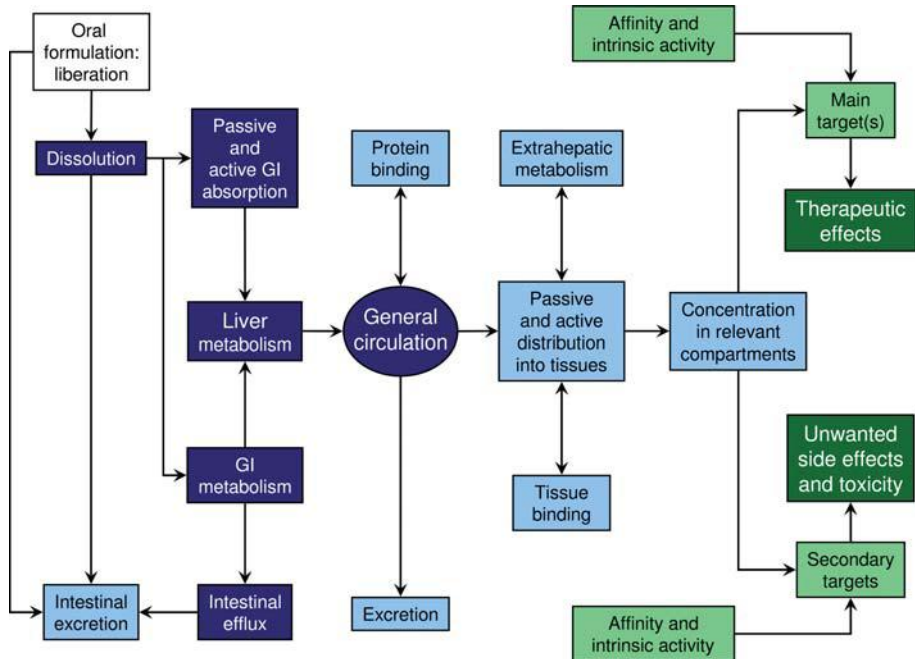 Oral
formulation:
liberation
Dissolution
Passive
and
active GI
absorption
Liver
metabolism
GI
metabolism
Intestinal
excretion
Intestinal
efflux
Protein
binding
General
circulation
Excretion
Extrahepatic
metabolism
Passive
and active
distribution
into tissues
Tissue
binding
Concentration
in relevant
compartments
Affinity and
intrinsic activity
Main
target(s)
Therapeutic
effects
Unwanted
side effects
and toxicity
Secondary
targets
Affinity and
intrinsic activity